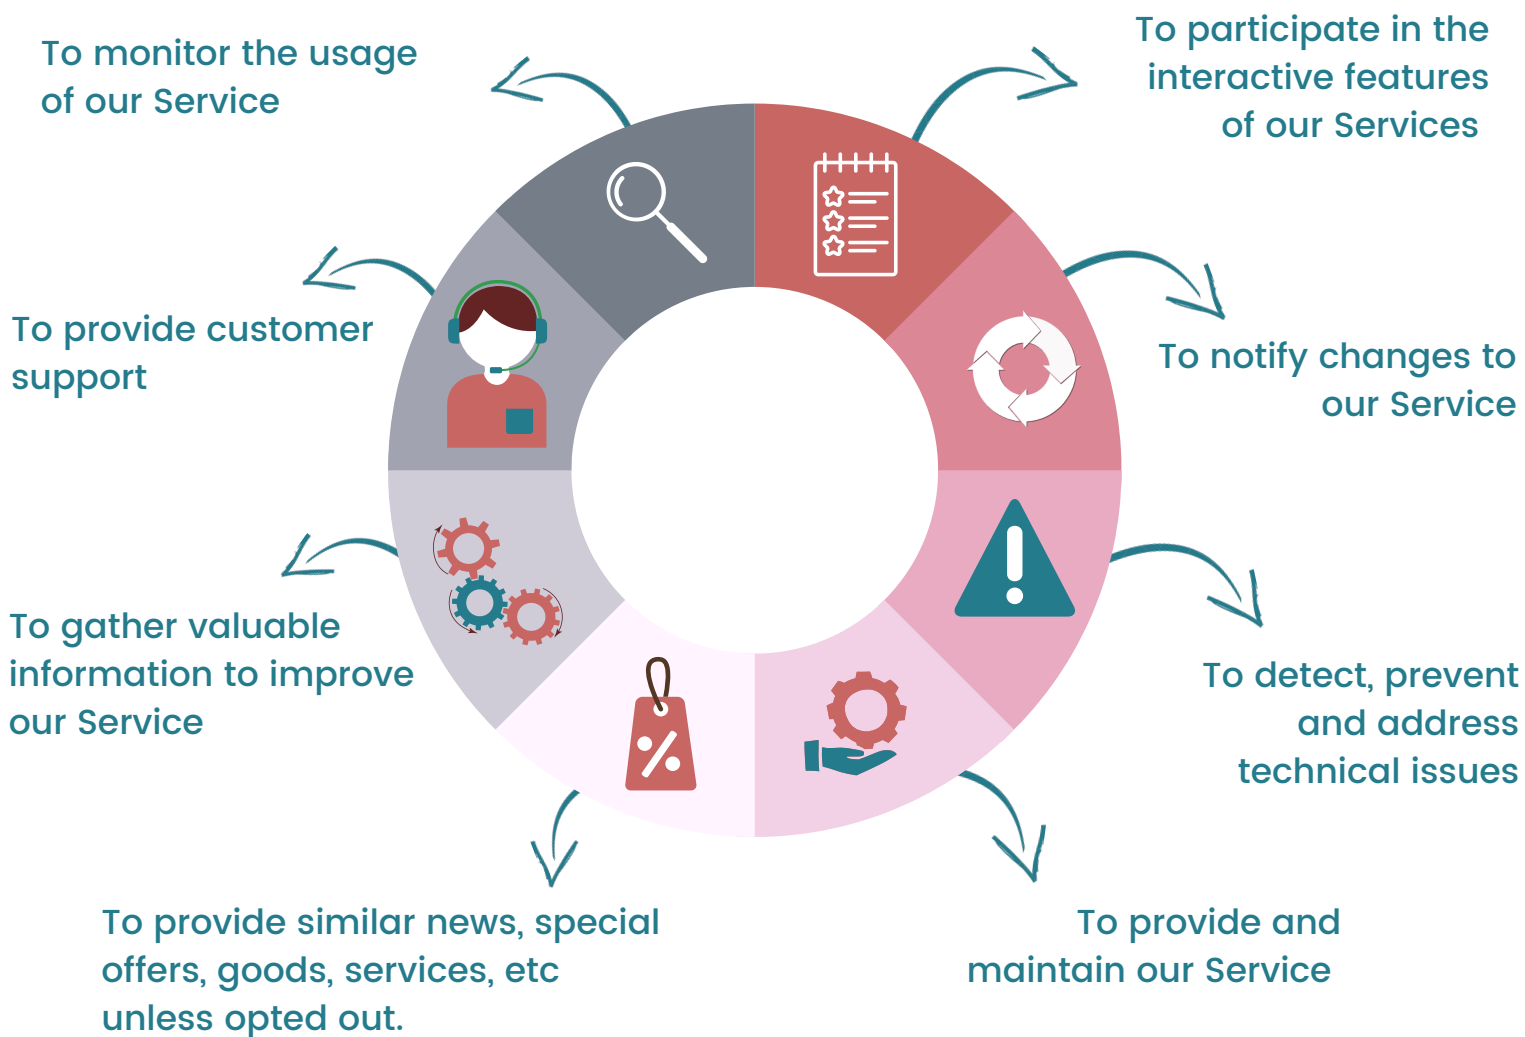 To monitor the usage
of our Service
To participate in the
interactive features
of our Services
To provide customer
support
To notify changes to
our Service
To gather valuable
information to improve
our Service
To detect, prevent
and address
technical issues
To provide similar news, special
offers, goods, services, etc
unless opted out.
To provide and
maintain our Service